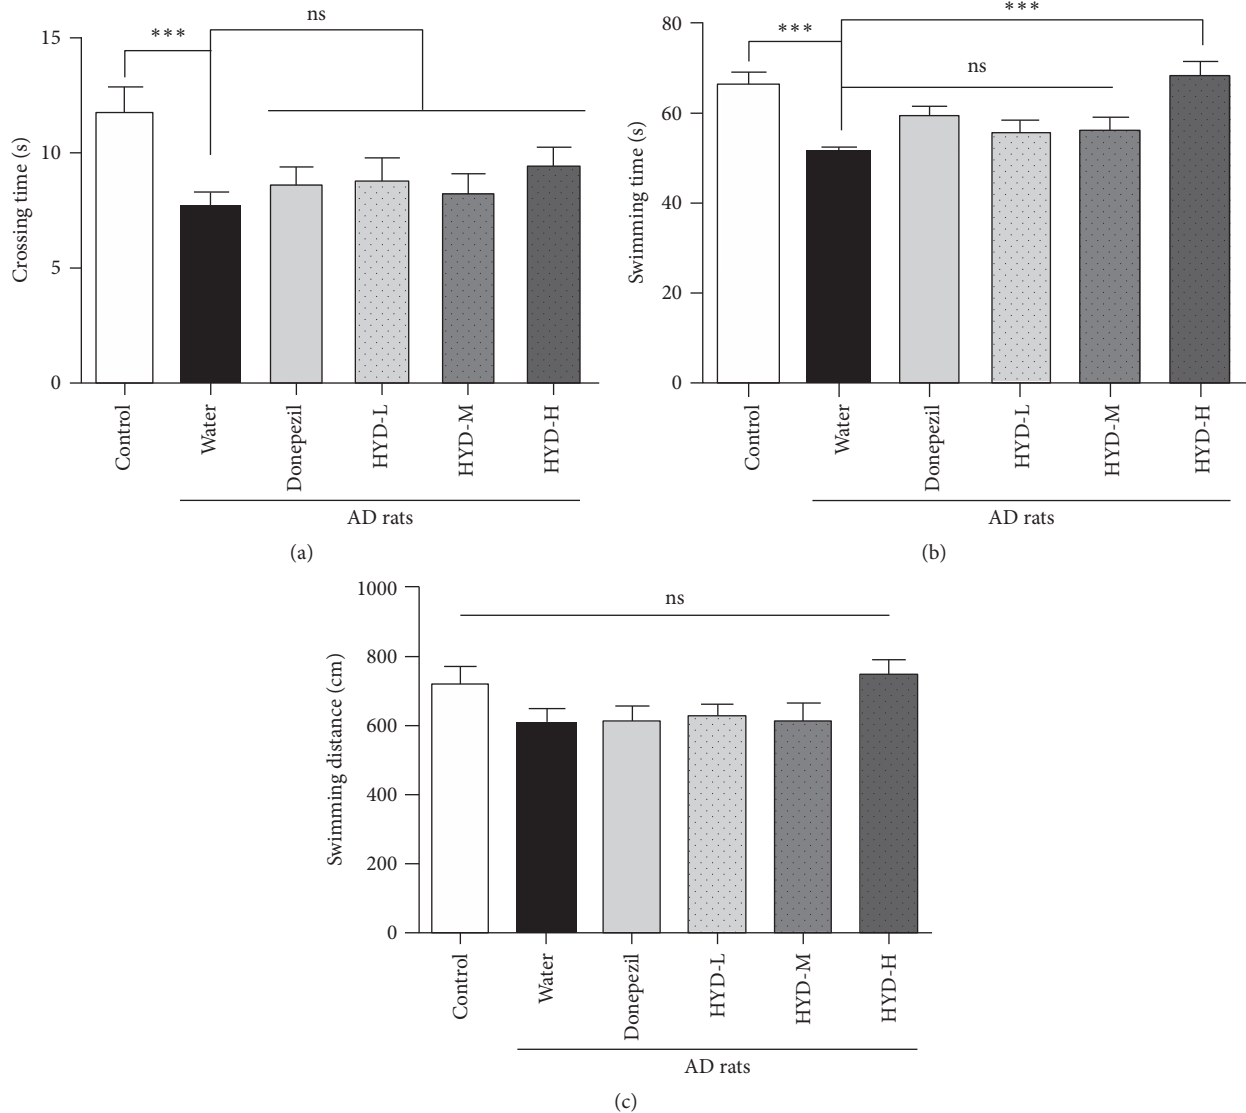 ***
ns
15
10
5
0
Crossing time (s)
Control
Water
Donepezil
HYD-L
HYD-M
HYD-H
AD rats
(a)
***
***
ns
80
60
40
20
0
Swimming time (s)
Control
Water
Donepezil
HYD-L
HYD-M
HYD-H
AD rats
(b)
ns
1000
800
600
400
200
0
Swimming distance (cm)
Control
Water
Donepezil
HYD-L
HYD-M
HYD-H
AD rats
(c)